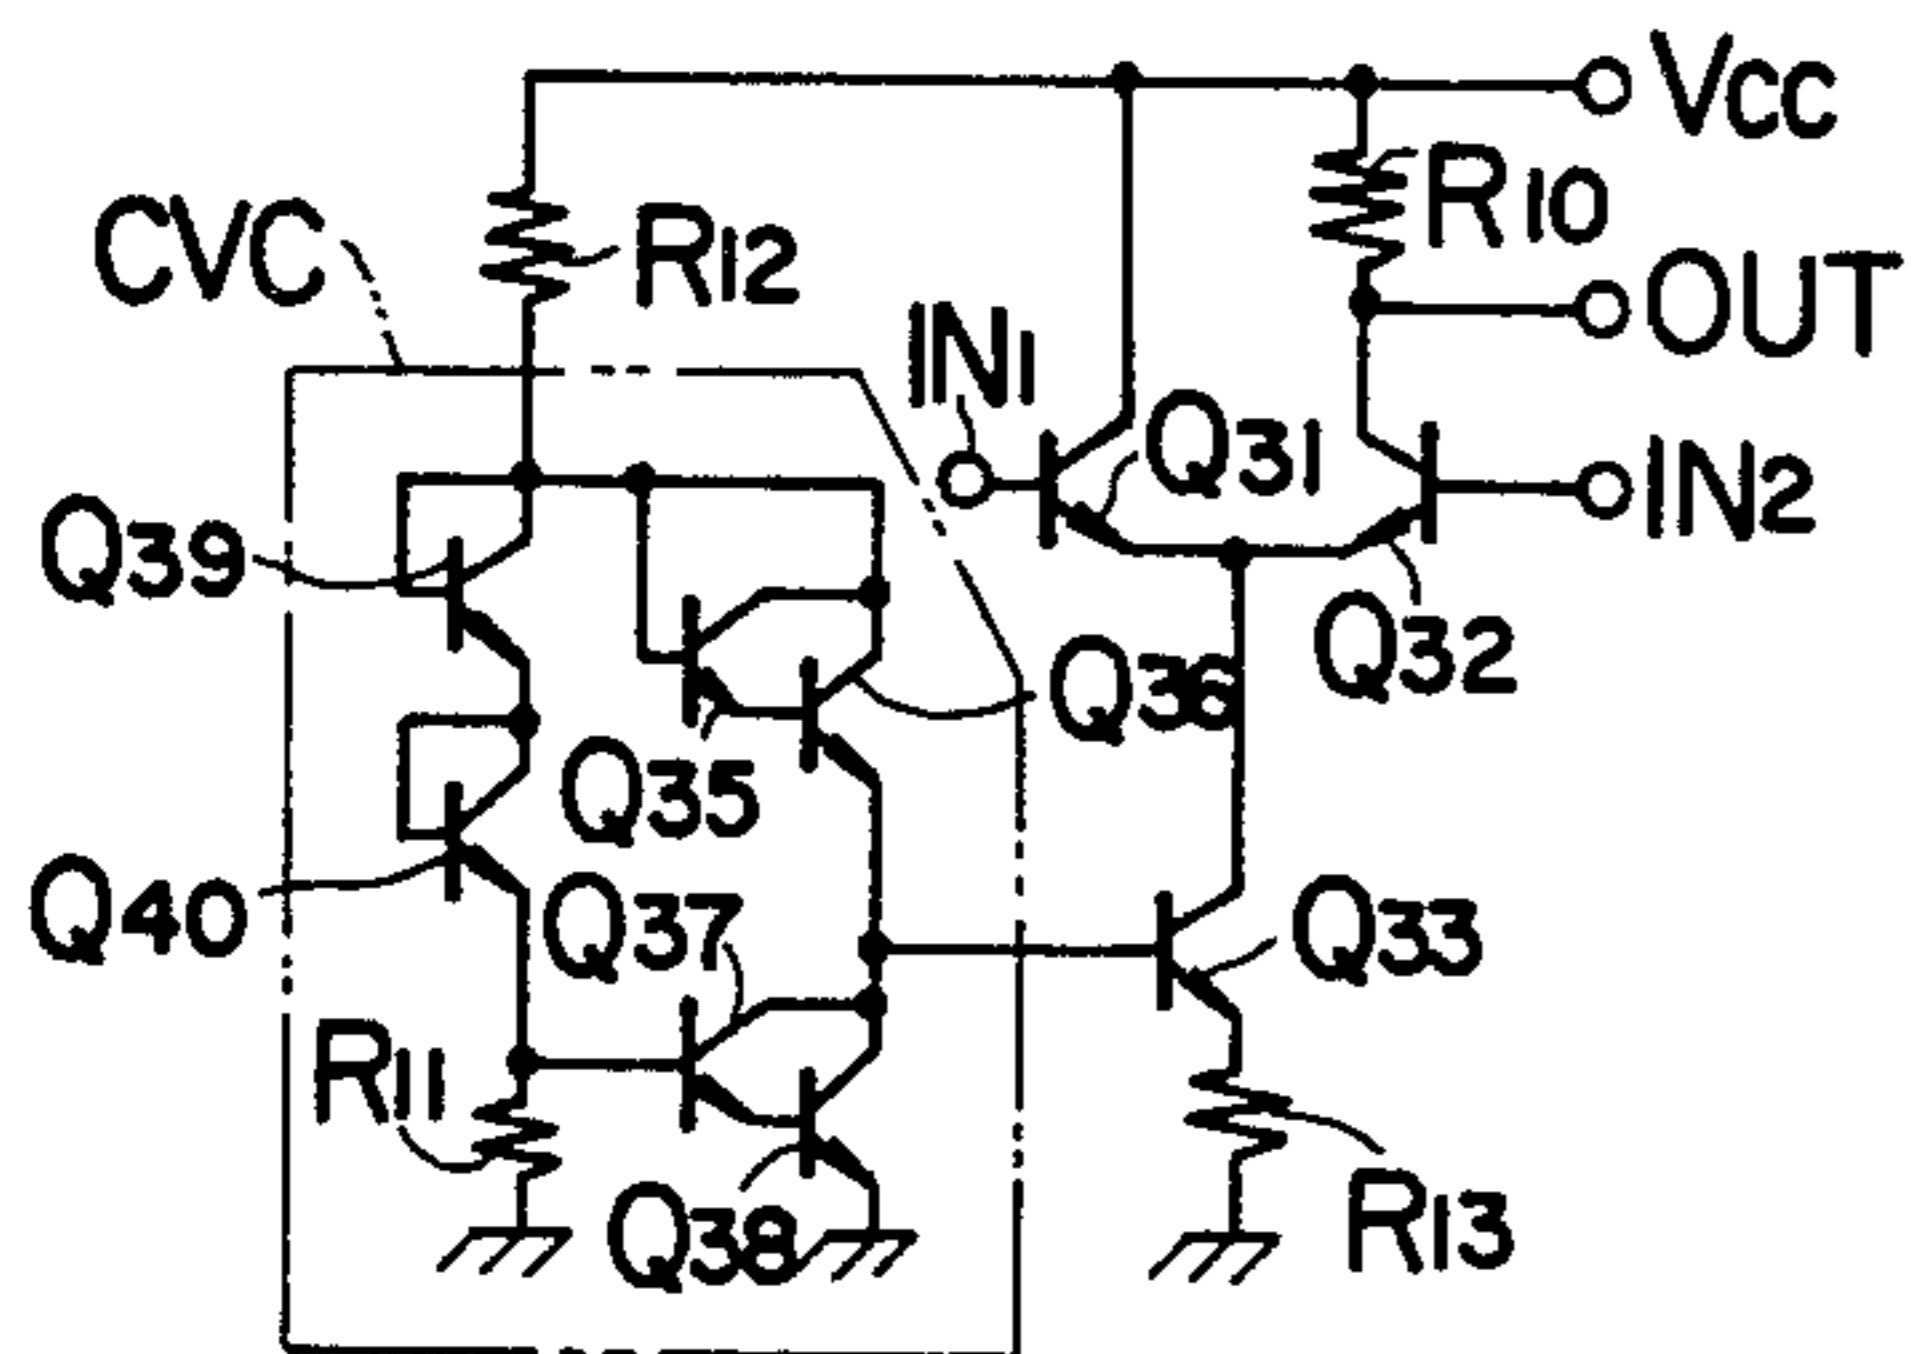 Vcc
R10
CVC
R12
OUT
IN1
Q31
IN2
Q39
Q32
Q36
Q35
Q40
Q37
Q33
R11
R13
Q38